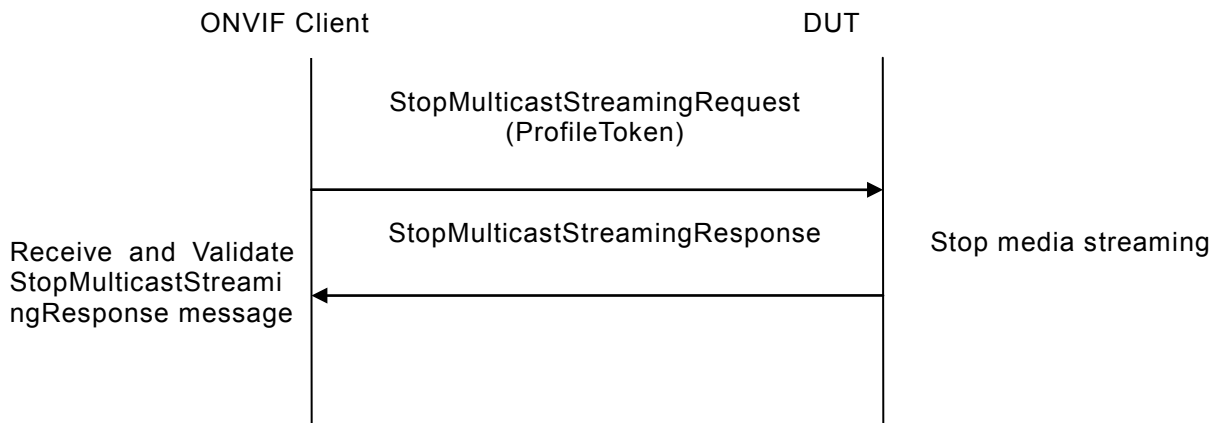 ONVIF Client
DUT
StopMulticastStreamingRequest
(ProfileToken)
StopMulticastStreamingResponse
Receive and Validate
StopMulticastStreami
ngResponse message
Stop media streaming